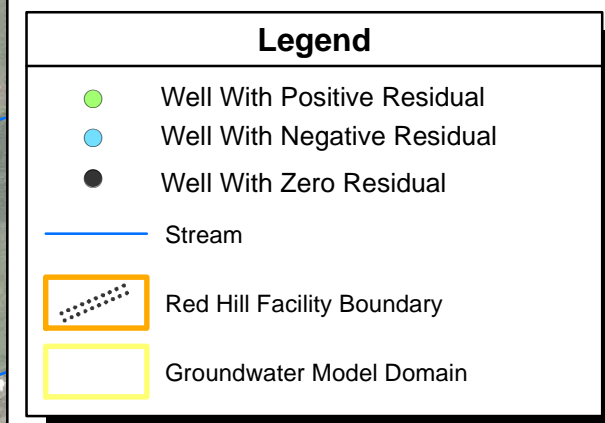 Legend
Well With Positive Residual
Well With Negative Residual
Well With Zero Residual
Stream
Red Hill Facility Boundary
Groundwater Model Domain